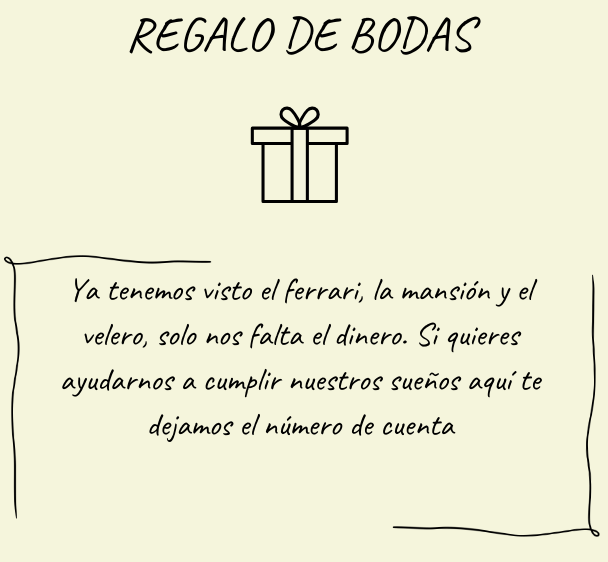 REGALO DE BODAS
Ya tenemos visto el ferrari, la mansión y el
velero, solo nos falta el dinero. Si quieres
ayudarnos a cumplir nuestros sueños aquí te
dejamos el número de cuenta